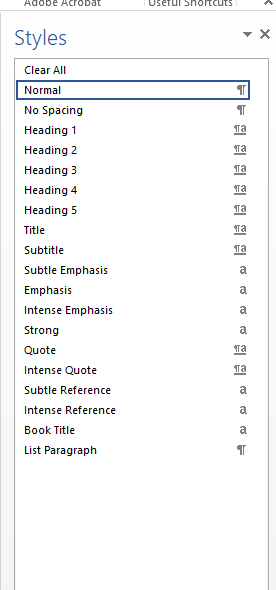 Adobe Acrobat Useful Shortcuts
Styles
Clear All
Normal ¶
No Spacing ¶
Heading 1 ¶a
Heading 2 ¶a
Heading 3 ¶a
Heading 4 ¶a
Heading 5 ¶a
Title ¶a
Subtitle ¶a
Subtle Emphasis a
Emphasis a
Intense Emphasis a
Strong a
Quote ¶a
Intense Quote ¶a
Subtle Reference a
Intense Reference a
Book Title a
List Paragraph ¶